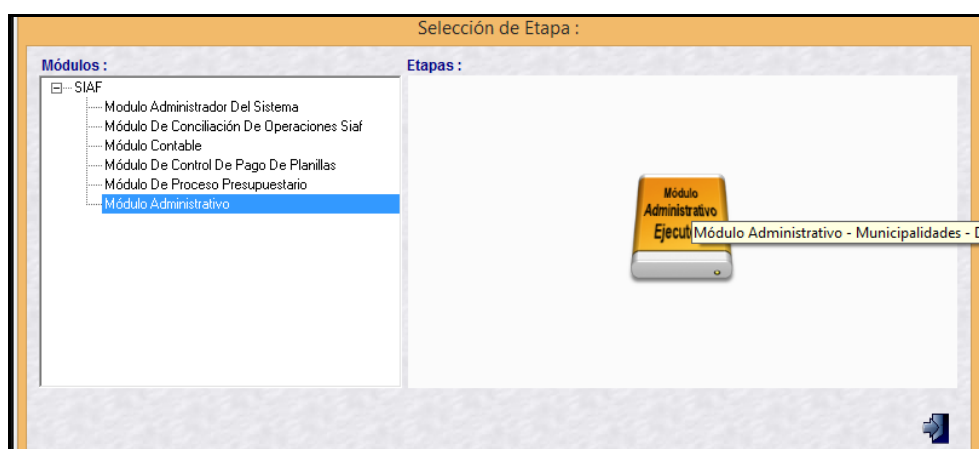 Selección de Etapa :
Módulos :
Etapas :
SIAF
Modulo Administrador Del Sistema
Módulo De Conciliación De Operaciones Siaf
Módulo Contable
Módulo De Control De Pago De Planillas
Módulo De Proceso Presupuestario
Módulo Administrativo
Módulo
Administrativo
Módulo Administrativo - Municipalidades - D